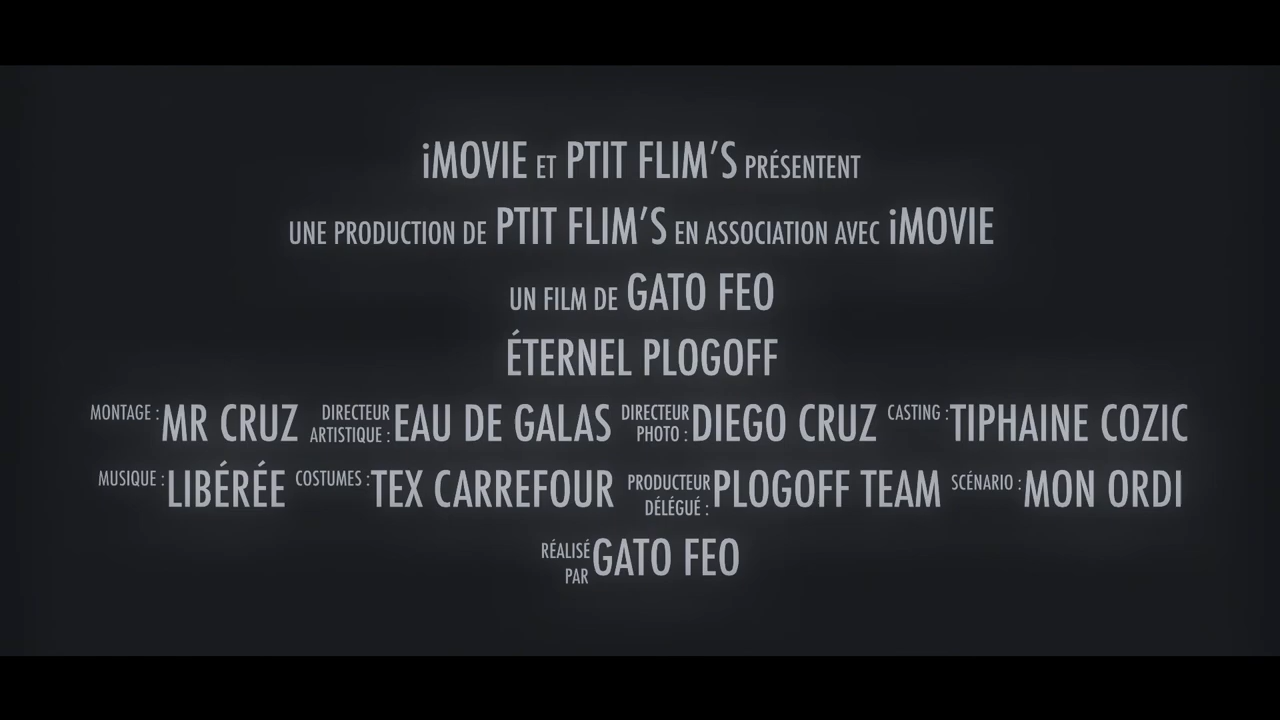 iMOVIE ET PTIT FLIM'S PRÉSENTENT
UNE PRODUCTION DE PTIT FLIM'S EN ASSOCIATION AVEC iMOVIE
UN FILM DE GATO FEO
ÉTERNEL PLOGOFF
MONTAGE : MR CRUZ DIRECTEUR ARTISTIQUE : EAU DE GALAS DIRECTEUR PHOTO : DIEGO CRUZ CASTING : TIPHAINE COZIC
MUSIQUE : LIBÉRÉE COSTUMES : TEX CARREFOUR PRODUCTEUR DÉLÉGUÉ : PLOGOFF TEAM SCÉNARIO : MON ORDI
RÉALISÉ PAR GATO FEO